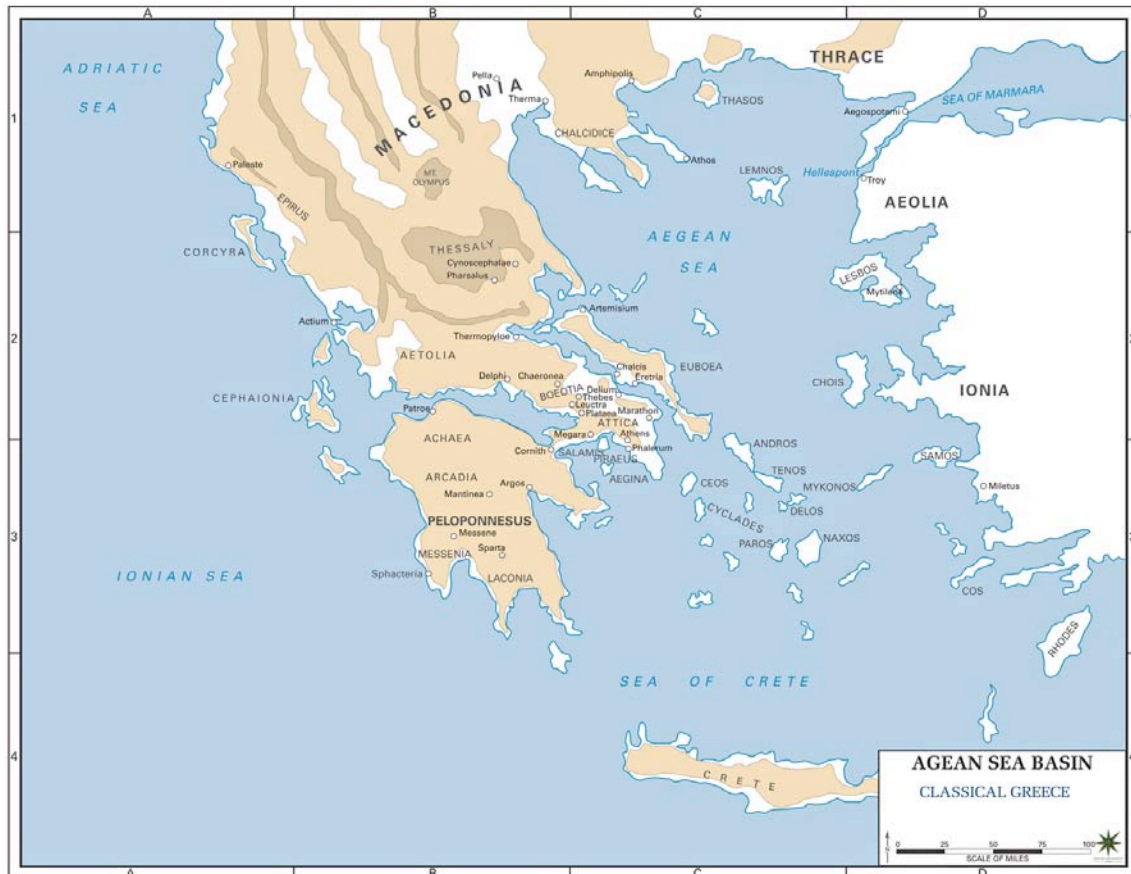 A
B
C
D
ADRIATIC
SEA
MACEDONIA
Pella
Therma
Amphipolis
CHALCIDICE
THASOS
THRACE
SEA OF MARMARA
Aegospotami
1
Athos
LEMNOS
Hellespont
Troy
AEOLIA
Paleste
MT.
OLYMPUS
EPIRUS
CORCYRA
THESSALY
Cynoscephalae
Pharsalus
AEGEAN
SEA
LESBOS
Mytilene
Artemisium
Actium
Thermopyloe
2
AETOLIA
Delphi
Chaeronea
BOEOTIA
Chalcis
Eretria
EUBOEA
Delium
Thebes
Leuctra
Plataea
Marathon
ATTICA
CHOIS
IONIA
CEPHAIONIA
Patroe
ACHAEA
Megara
Athens
Cornith
SALAMIS
PIRAEUS
Phalerum
AEGINA
ANDROS
TENOS
SAMOS
Miletus
ARCADIA
Mantinea
Argos
CEOS
MYKONOS
DELOS
CYCLADES
PELOPONNESUS
Messene
MESSENIA
Sparta
PAROS
NAXOS
3
3
IONIAN SEA
Sphacteria
LACONIA
COS
RHODES
SEA OF CRETE
4
CRETE
AGEAN SEA BASIN
CLASSICAL GREECE
0 25 50 75 100
SCALE OF MILES
A
B
C
D